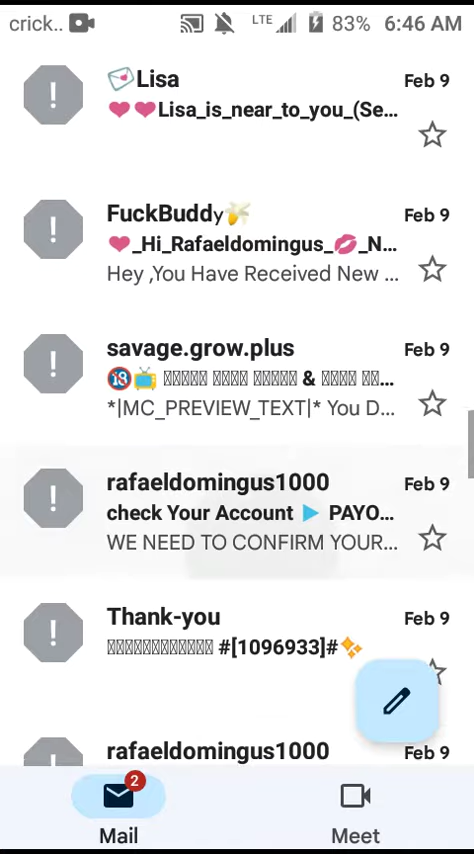 crick.. LTE 83% 6:46 AM
💌Lisa Feb 9
❤❤Lisa_is_near_to_you_(Se...
FuckBuddy🍌 Feb 9
❤_Hi_Rafaeldomingus_💋_N...
Hey ,You Have Received New ...
savage.grow.plus Feb 9
🔞📺 & ...
*|MC_PREVIEW_TEXT|* You D...
rafaeldomingus1000 Feb 9
check Your Account ▶ PAYO...
WE NEED TO CONFIRM YOUR...
Thank-you Feb 9
#[1096933]#✨
rafaeldomingus1000 Feb 9
2
Mail Meet